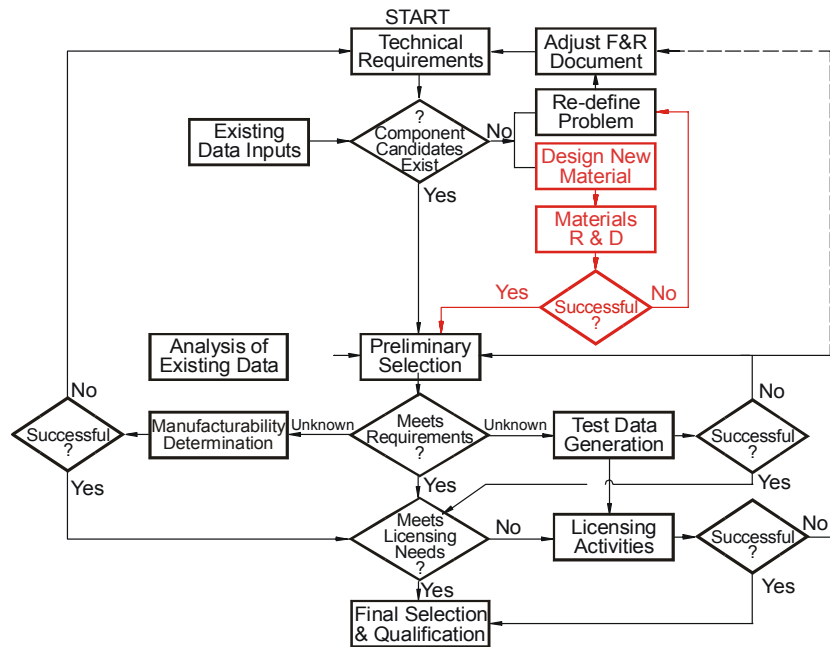 START
Technical
Requirements
Adjust F&R
Document
Existing
Data Inputs
?
Component
Candidates
Exist
No
Yes
Re-define
Problem
Design New
Material
Materials
R & D
Successful
?
Yes
No
Analysis of
Existing Data
Preliminary
Selection
No
Successful
?
Yes
Manufacturability
Determination
Unknown
Meets
Requirements
?
Unknown
Yes
Test Data
Generation
No
Successful
?
Yes
Meets
Licensing
Needs
?
No
Yes
Licensing
Activities
Successful
?
No
Yes
Final Selection
& Qualification